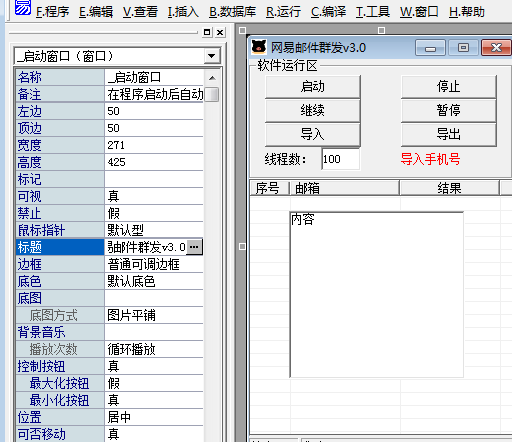 F.程序 E.编辑 V.查看 I.插入 B.数据库 R.运行 C.编译 T.工具 W.窗口 H.帮助
_启动窗口（窗口）
名称 _启动窗口
备注 在程序启动后自动
左边 50
顶边 50
宽度 271
高度 425
标记
可视 真
禁止 假
鼠标指针 默认型
标题 邮件群发v3.0
边框 普通可调边框
底色 默认底色
底图
底图方式 图片平铺
背景音乐
播放次数 循环播放
控制按钮 真
最大化按钮 假
最小化按钮 真
位置 居中
可否移动 真
网易邮件群发v3.0
软件运行区
启动 停止
继续 暂停
导入 导出
线程数： 100 导入手机号
序号 邮箱 结果
内容